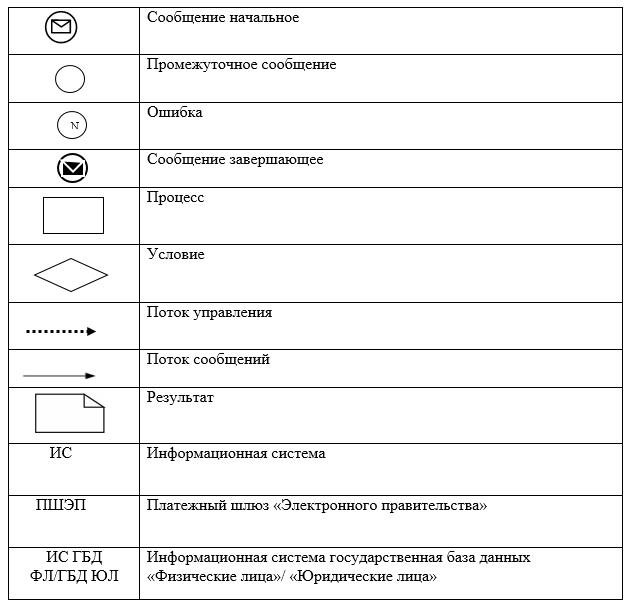 Сообщение начальное
Промежуточное сообщение
N Ошибка
Сообщение завершающее
Процесс
Условие
Поток управления
Поток сообщений
Результат
ИС Информационная система
ПШЭП Платежный шлюз «Электронного правительства»
ИС ГБД Информационная система государственная база данных
ФЛ/ГБД ЮЛ «Физические лица»/ «Юридические лица»